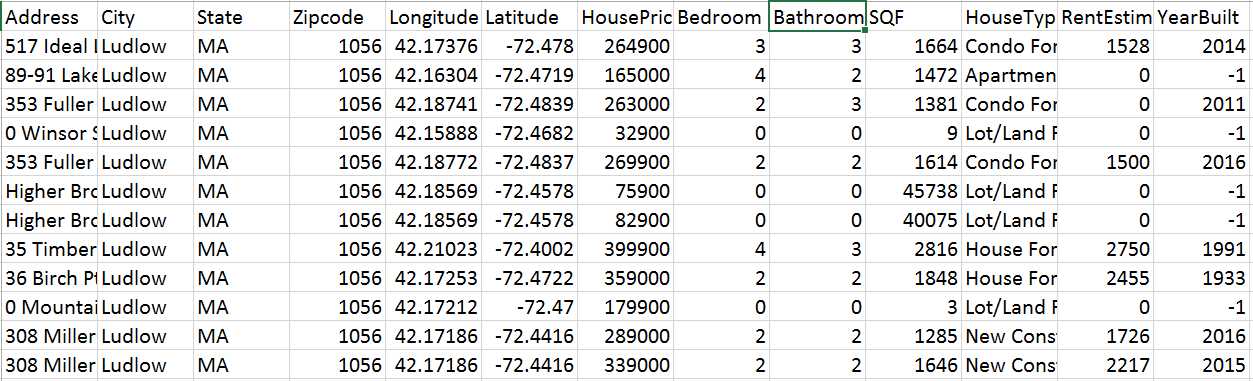 Address City State Zipcode Longitude Latitude HousePric Bedroom Bathroom SQF HouseTyp RentEstim YearBuilt
517 Ideal L Ludlow MA 1056 42.17376 -72.478 264900 3 3 1664 Condo For 1528 2014
89-91 Lake Ludlow MA 1056 42.16304 -72.4719 165000 4 2 1472 Apartmen 0 -1
353 Fuller Ludlow MA 1056 42.18741 -72.4839 263000 2 3 1381 Condo For 0 2011
0 Winsor S Ludlow MA 1056 42.15888 -72.4682 32900 0 0 9 Lot/Land F 0 -1
353 Fuller Ludlow MA 1056 42.18772 -72.4837 269900 2 2 1614 Condo For 1500 2016
Higher Bro Ludlow MA 1056 42.18569 -72.4578 75900 0 0 45738 Lot/Land F 0 -1
Higher Bro Ludlow MA 1056 42.18569 -72.4578 82900 0 0 40075 Lot/Land F 0 -1
35 Timber Ludlow MA 1056 42.21023 -72.4002 399900 4 3 2816 House For 2750 1991
36 Birch Pt Ludlow MA 1056 42.17253 -72.4722 359000 2 2 1848 House For 2455 1933
0 Mountai Ludlow MA 1056 42.17212 -72.47 179900 0 0 3 Lot/Land F 0 -1
308 Miller Ludlow MA 1056 42.17186 -72.4416 289000 2 2 1285 New Cons 1726 2016
308 Miller Ludlow MA 1056 42.17186 -72.4416 339000 2 2 1646 New Cons 2217 2015